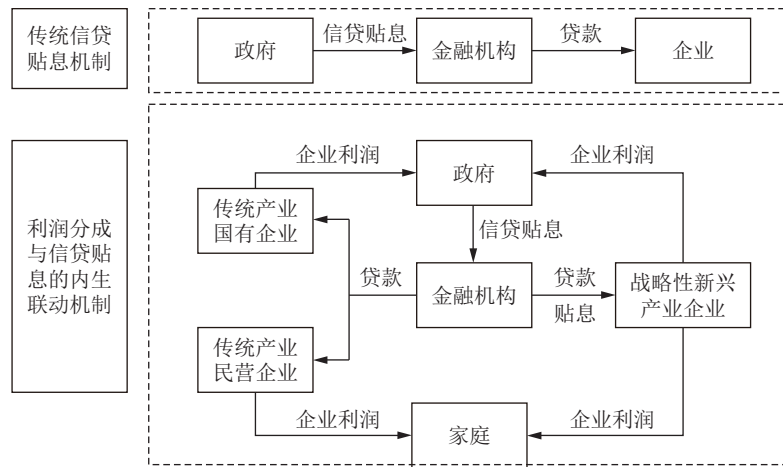 传统信贷
贴息机制
政府
信贷贴息
金融机构
贷款
企业
利润分成
与信贷贴
息的内生
联动机制
企业利润
政府
企业利润
传统产业
国有企业
信贷贴息
贷款
金融机构
贷款
贴息
战略性新兴
产业企业
传统产业
民营企业
企业利润
家庭
企业利润